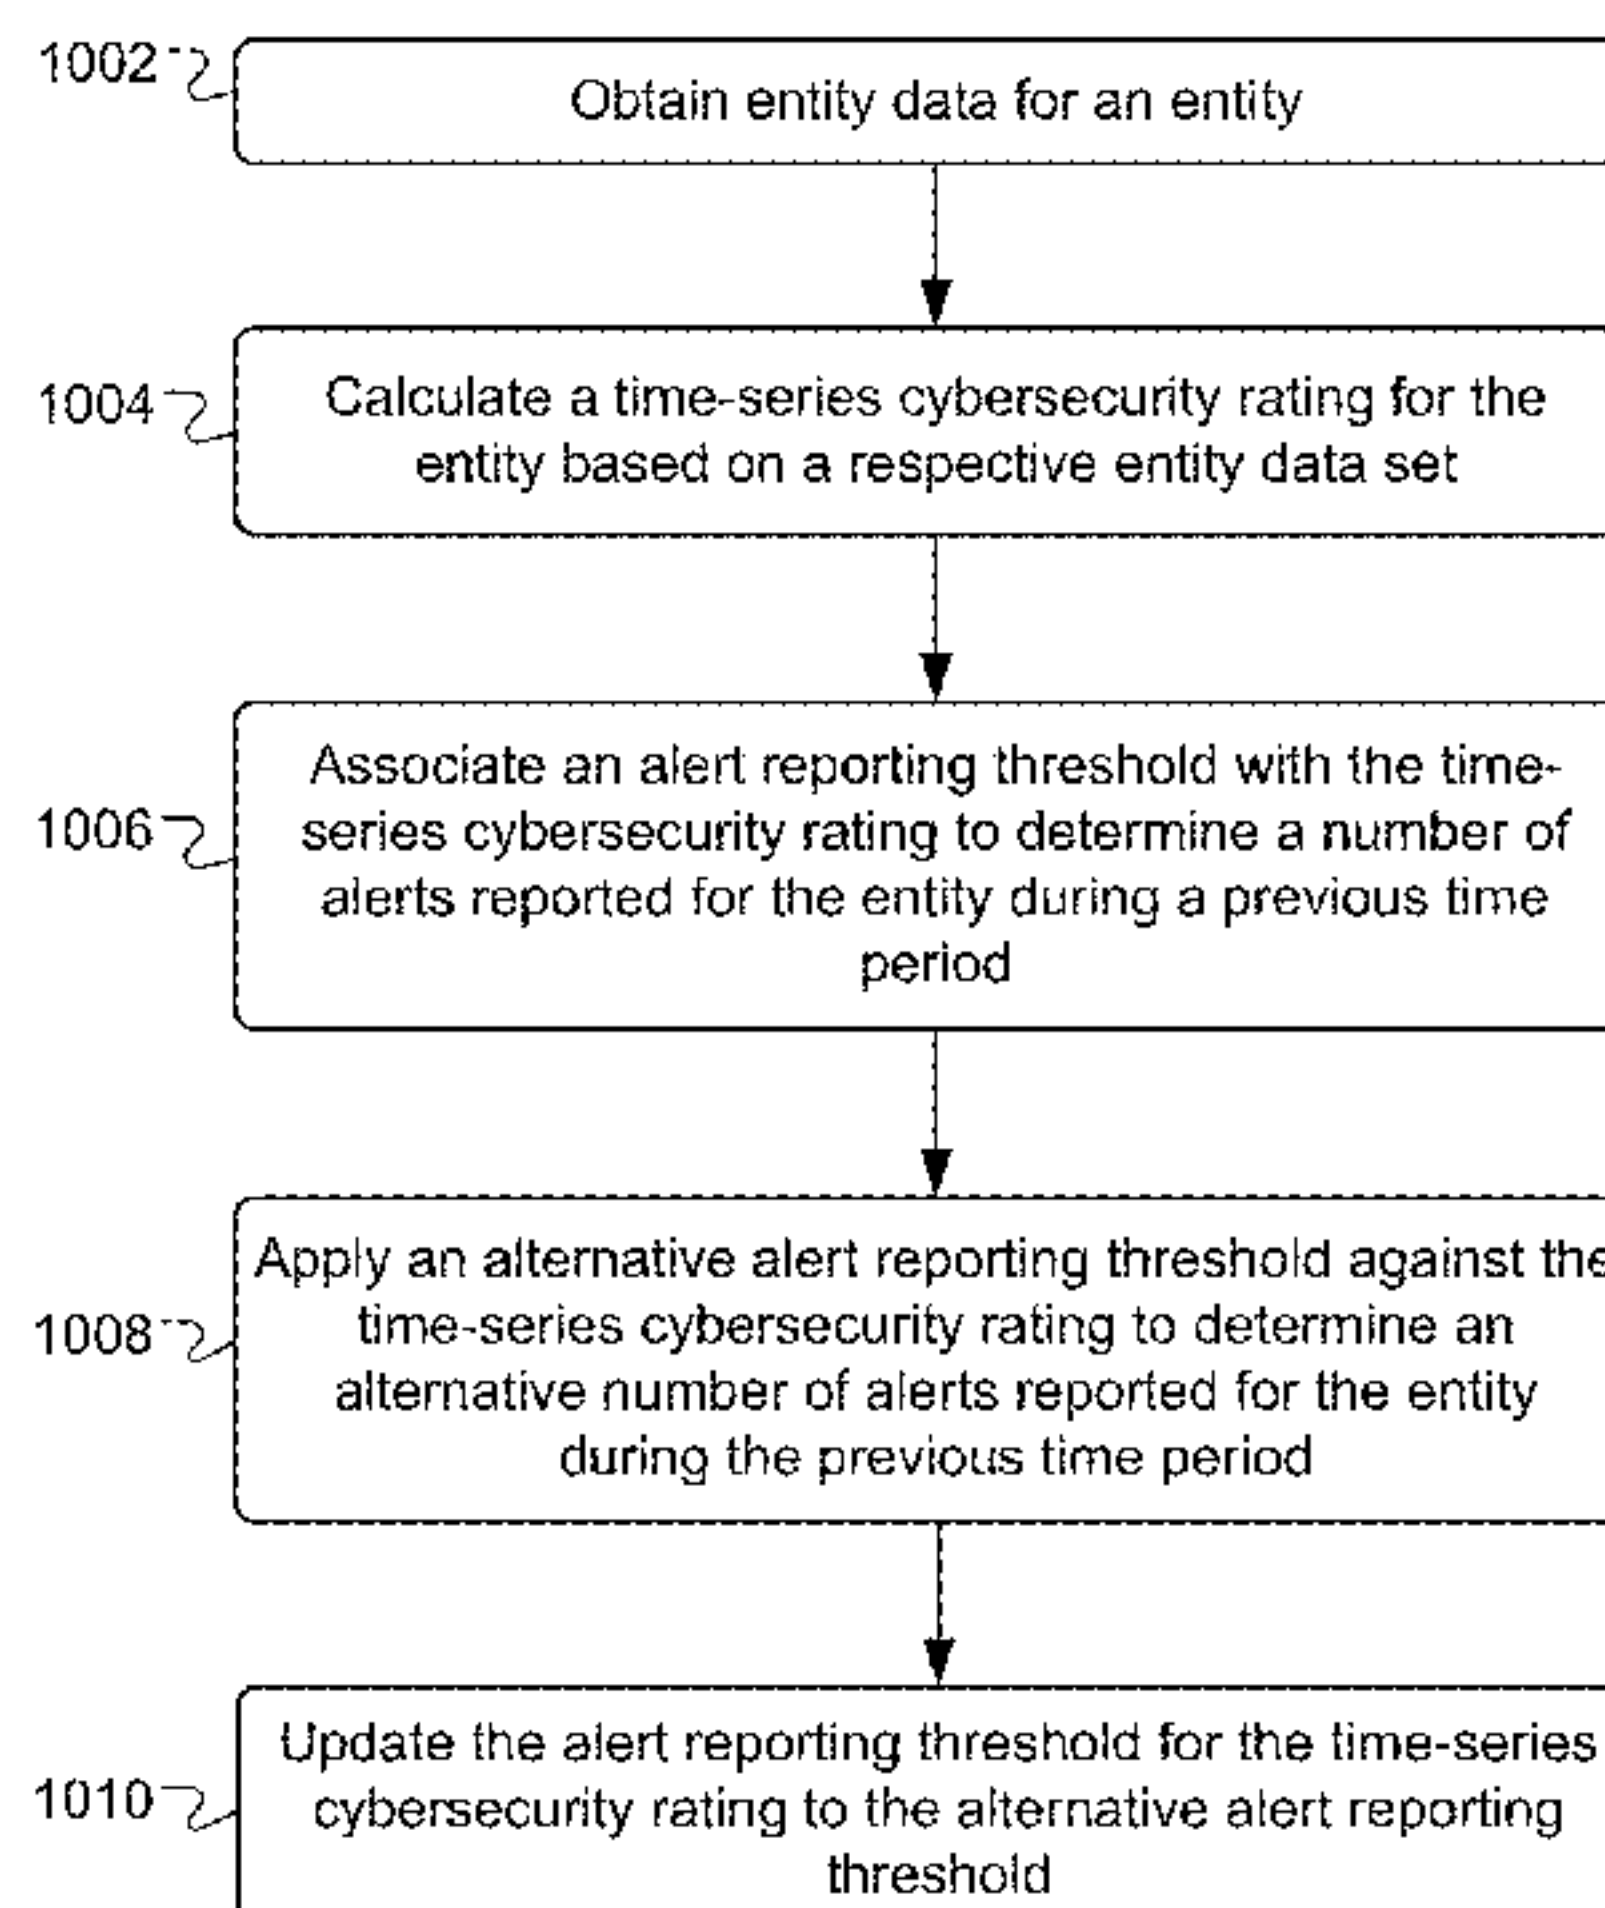 1002
Obtain entity data for an entity
1004
Calculate a time-series cybersecurity rating for the
entity based on a respective entity data set
1006
Associate an alert reporting threshold with the time-
series cybersecurity rating to determine a number of
alerts reported for the entity during a previous time
period
1008
Apply an alternative alert reporting threshold against the
time-series cybersecurity rating to determine an
alternative number of alerts reported for the entity
during the previous time period
1010
Update the alert reporting threshold for the time-series
cybersecurity rating to the alternative alert reporting
threshold